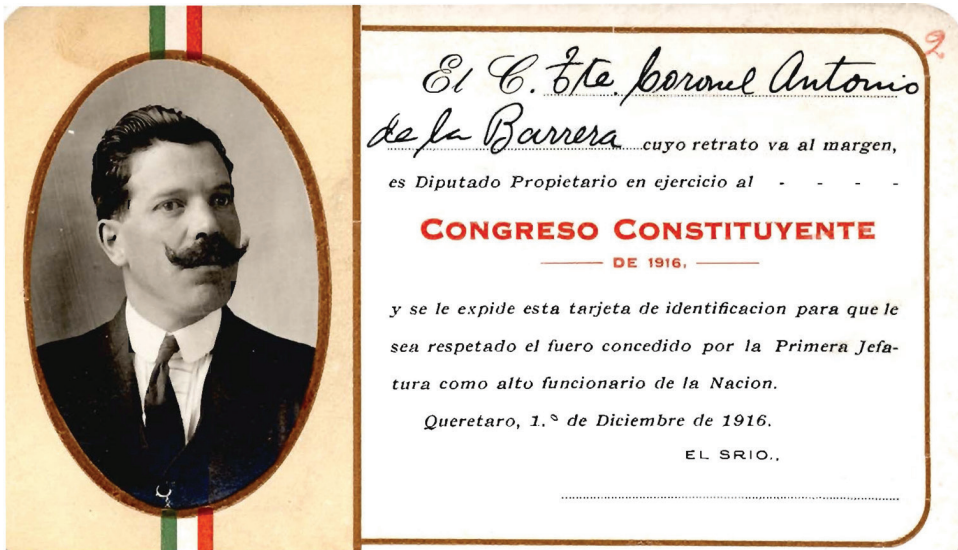 2
El C. Tte. Coronel Antonio
de la Barrera cuyo retrato va al margen,
es Diputado Propietario en ejercicio al - - - -
CONGRESO CONSTITUYENTE
DE 1916.
y se le expide esta tarjeta de identificacion para que le
sea respetado el fuero concedido por la Primera Jefa-
tura como alto funcionario de la Nacion.
Queretaro, 1.º de Diciembre de 1916.
EL SRIO.,